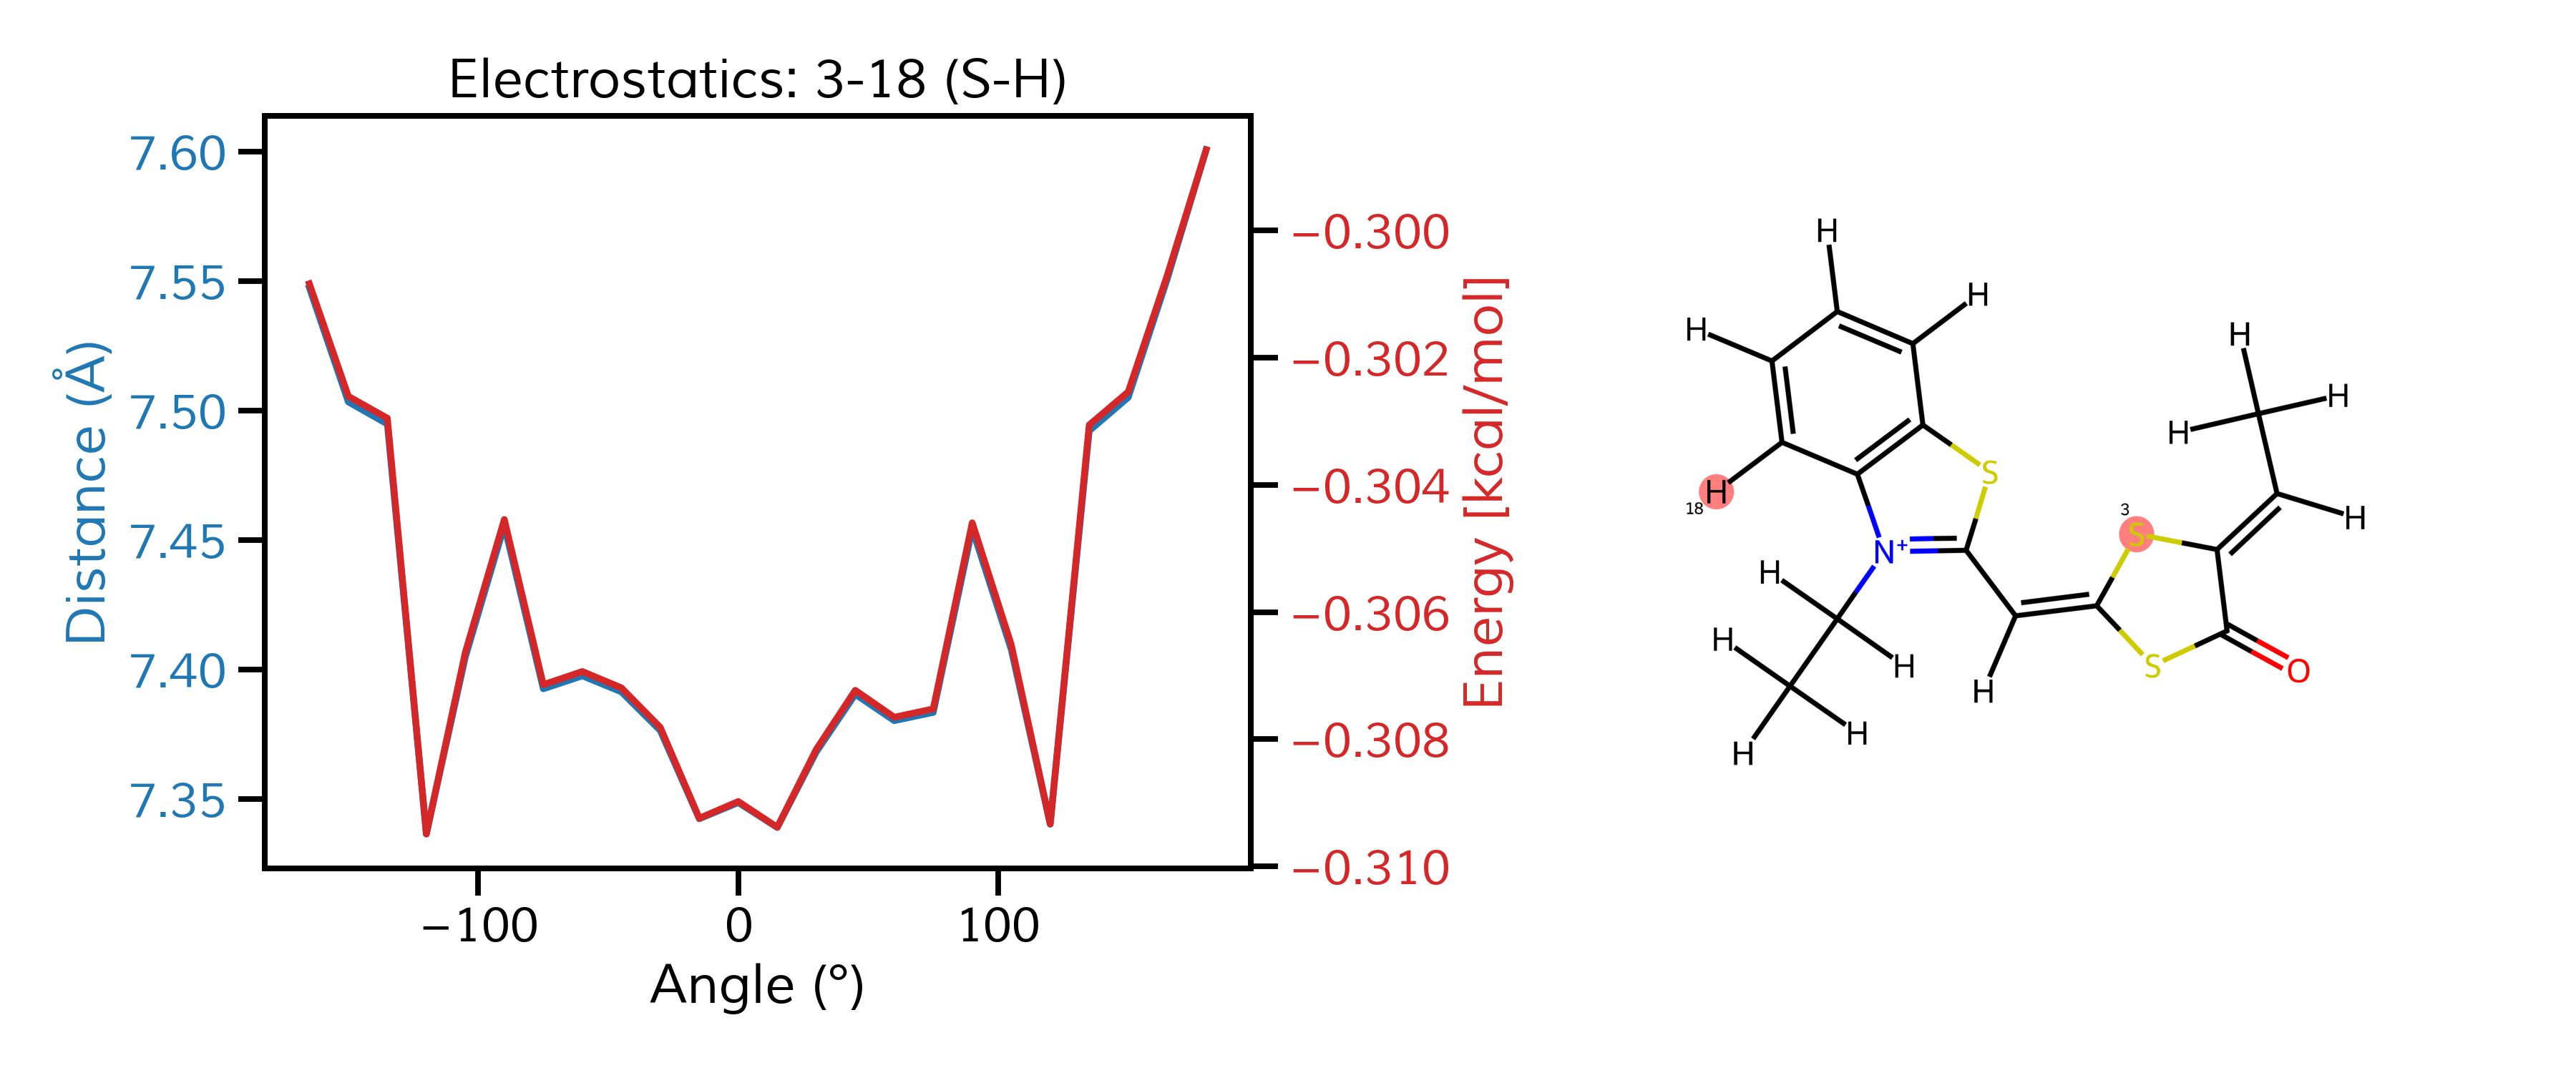 Electrostatics: 3-18 (S-H)
7.60
7.55
7.50
7.45
7.40
7.35
Distance (Å)
−0.300
−0.302
−0.304
−0.306
−0.308
−0.310
Energy [kcal/mol]
−100
0
100
Angle (°)
H
H
H
H
H
H
S
H
18
3
S
H
N+
H
H
H
S
O
H
H
H
H